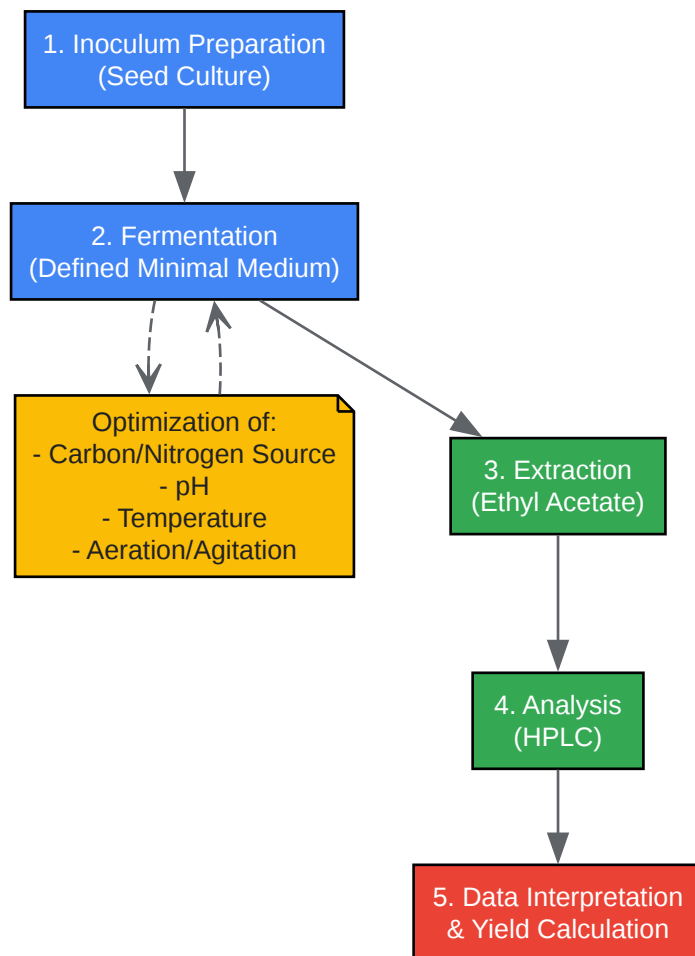 1. Inoculum Preparation
(Seed Culture)
2. Fermentation
(Defined Minimal Medium)
Optimization of:
- Carbon/Nitrogen Source
- pH
- Temperature
- Aeration/Agitation
3. Extraction
(Ethyl Acetate)
4. Analysis
(HPLC)
5. Data Interpretation
& Yield Calculation